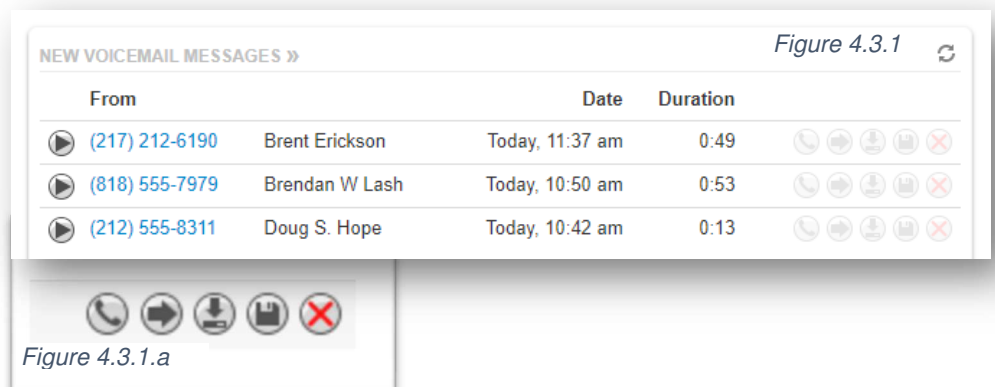 NEW VOICEMAIL MESSAGES » Figure 4.3.1
From Date Duration
(217) 212-6190 Brent Erickson Today, 11:37 am 0:49
(818) 555-7979 Brendan W Lash Today, 10:50 am 0:53
(212) 555-8311 Doug S. Hope Today, 10:42 am 0:13
Figure 4.3.1.a